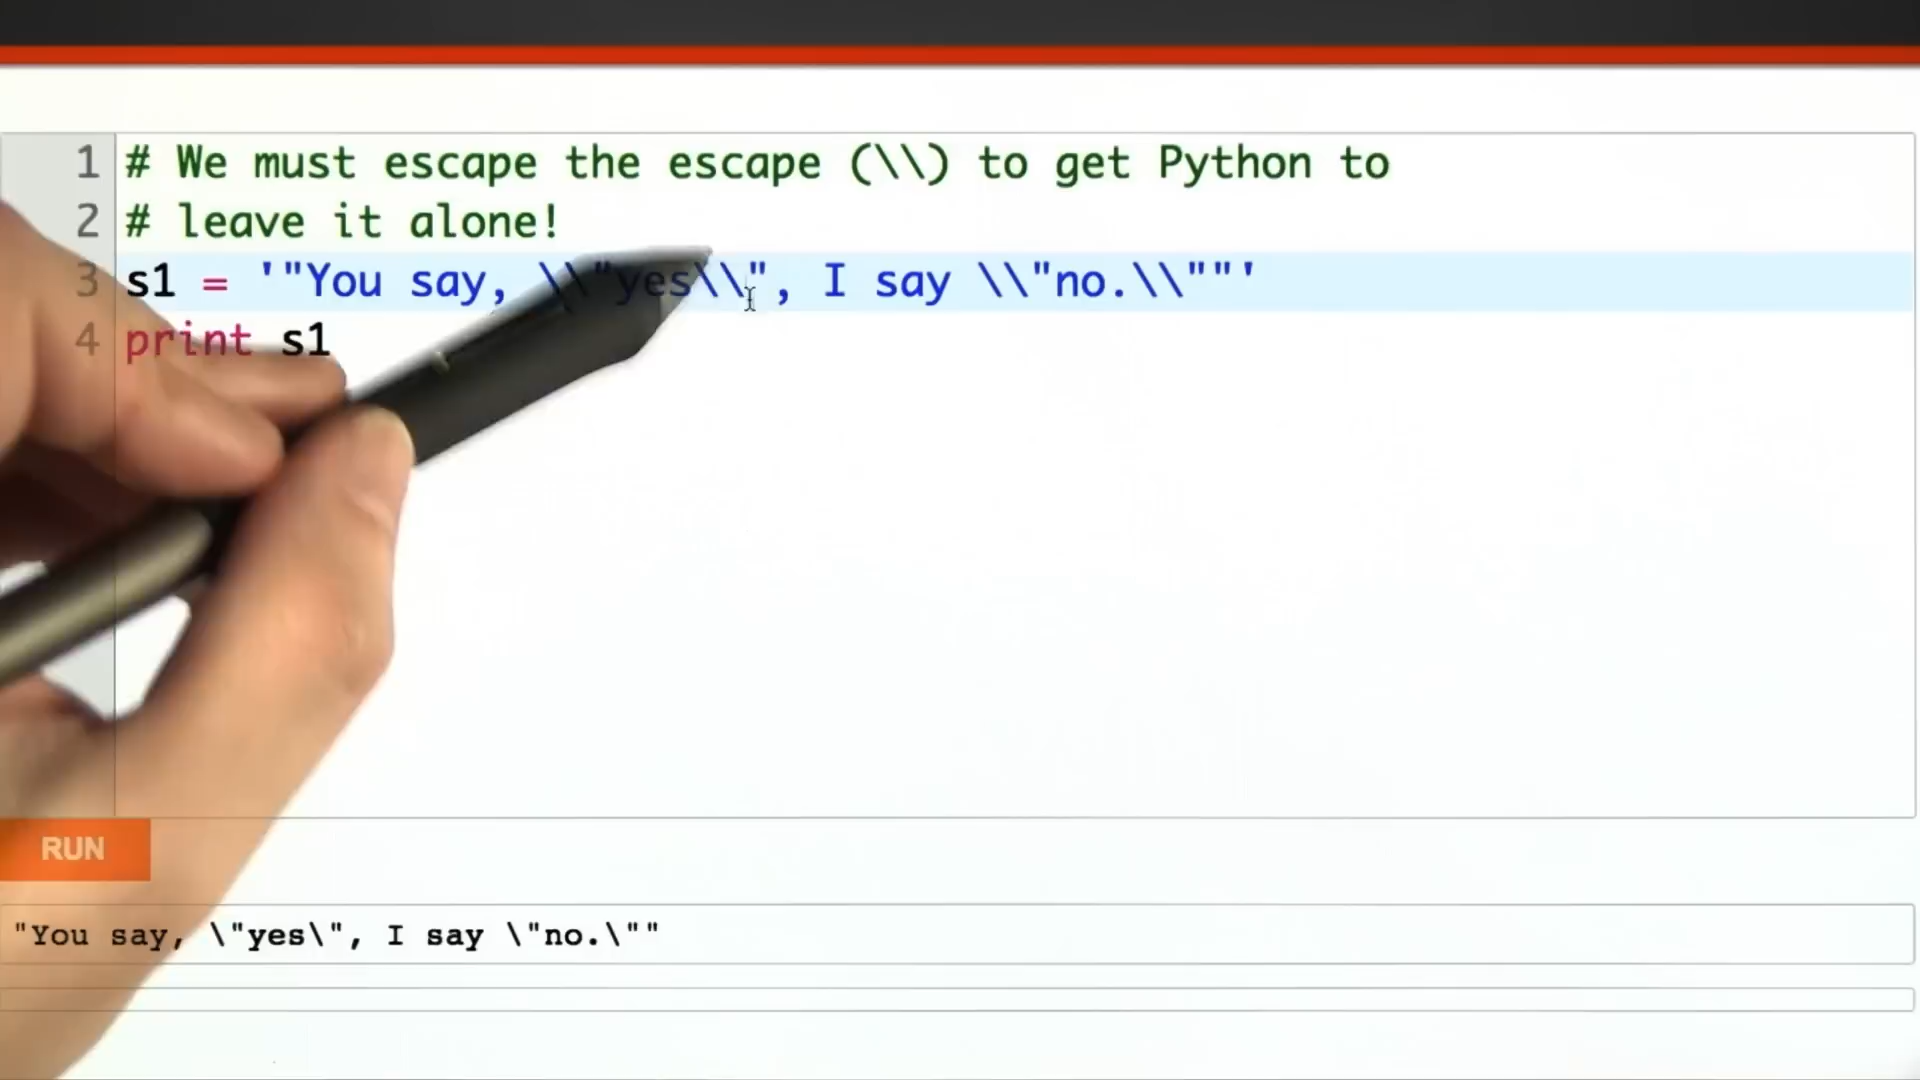 1 # We must escape the escape (\\) to get Python to
2 # leave it alone!
3 s1 = '"You say, \\"yes\\", I say \\"no.\\""'
4 print s1
RUN
"You say, \"yes\", I say \"no.\""